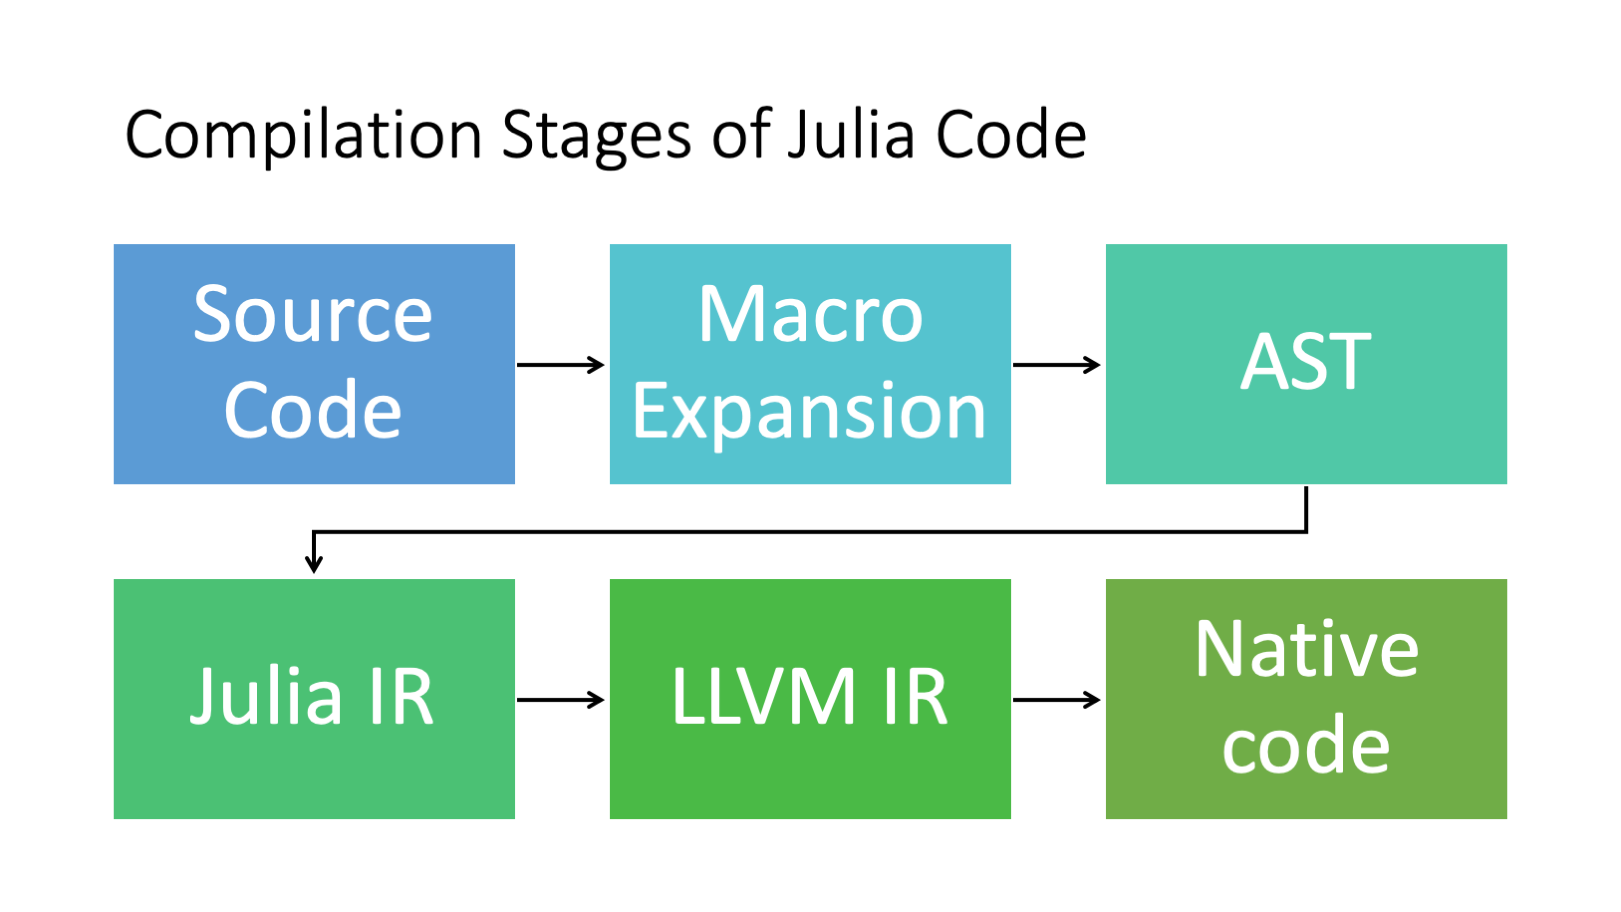 Compilation Stages of Julia Code
Source
Code
Macro
Expansion
AST
Julia IR
LLVM IR
Native
code